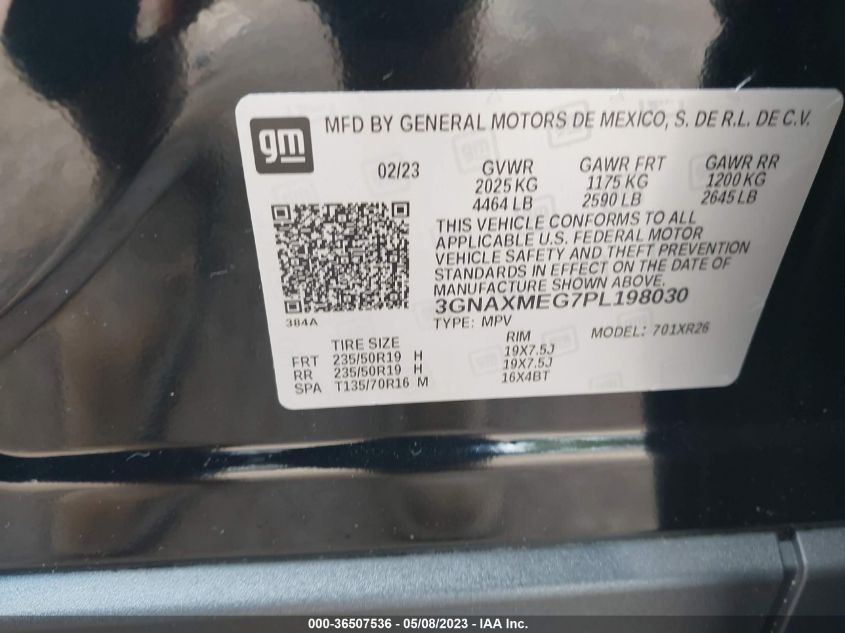 gm
MFD BY GENERAL MOTORS DE MEXICO, S. DE R.L. DE C.V.
02/23 GVWR GAWR FRT GAWR RR
2025 KG 1175 KG 1200 KG
4464 LB 2590 LB 2645 LB
THIS VEHICLE CONFORMS TO ALL
APPLICABLE U.S. FEDERAL MOTOR
VEHICLE SAFETY AND THEFT PREVENTION
STANDARDS IN EFFECT ON THE DATE OF
MANUFACTURE SHOWN ABOVE.
3GNAXMEG7PL198030
384A
TYPE: MPV MODEL: 701XR26
TIRE SIZE RIM
FRT 235/50R19 H 19X7.5J
RR 235/50R19 H 19X7.5J
SPA T135/70R16 M 16X4BT
000-36507536 - 05/08/2023 - IAA Inc.